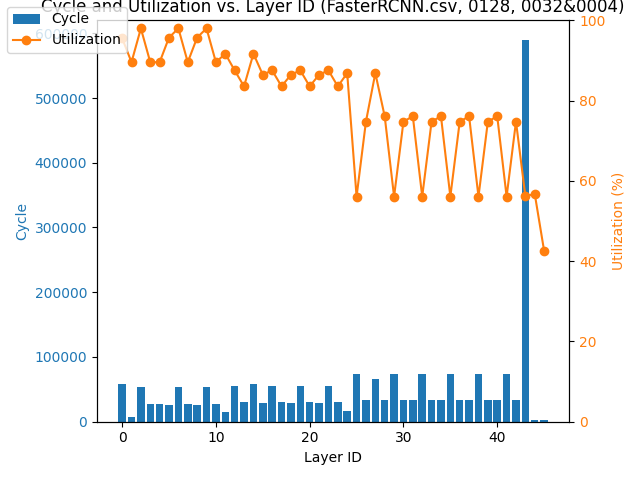 Cycle and Utilization vs. Layer ID (FasterRCNN.csv, 0128, 0032&0004)
Cycle
Utilization
600000
500000
400000
300000
200000
100000
0
Cycle
100
80
60
40
20
0
Utilization (%)
0 10 20 30 40
Layer ID